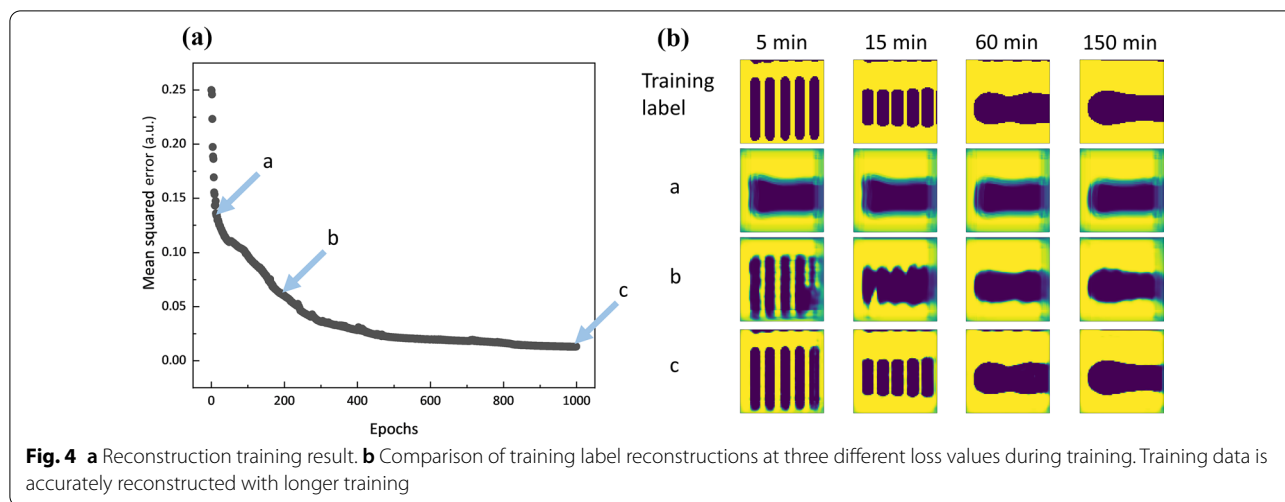 (a)
0.25
0.20
0.15
0.10
0.05
0.00
Mean squared error (a.u.)
a
b
c
0 200 400 600 800 1000
Epochs
(b)
5 min 15 min 60 min 150 min
Training
label
a
b
c
Fig. 4 a Reconstruction training result. b Comparison of training label reconstructions at three different loss values during training. Training data is
accurately reconstructed with longer training